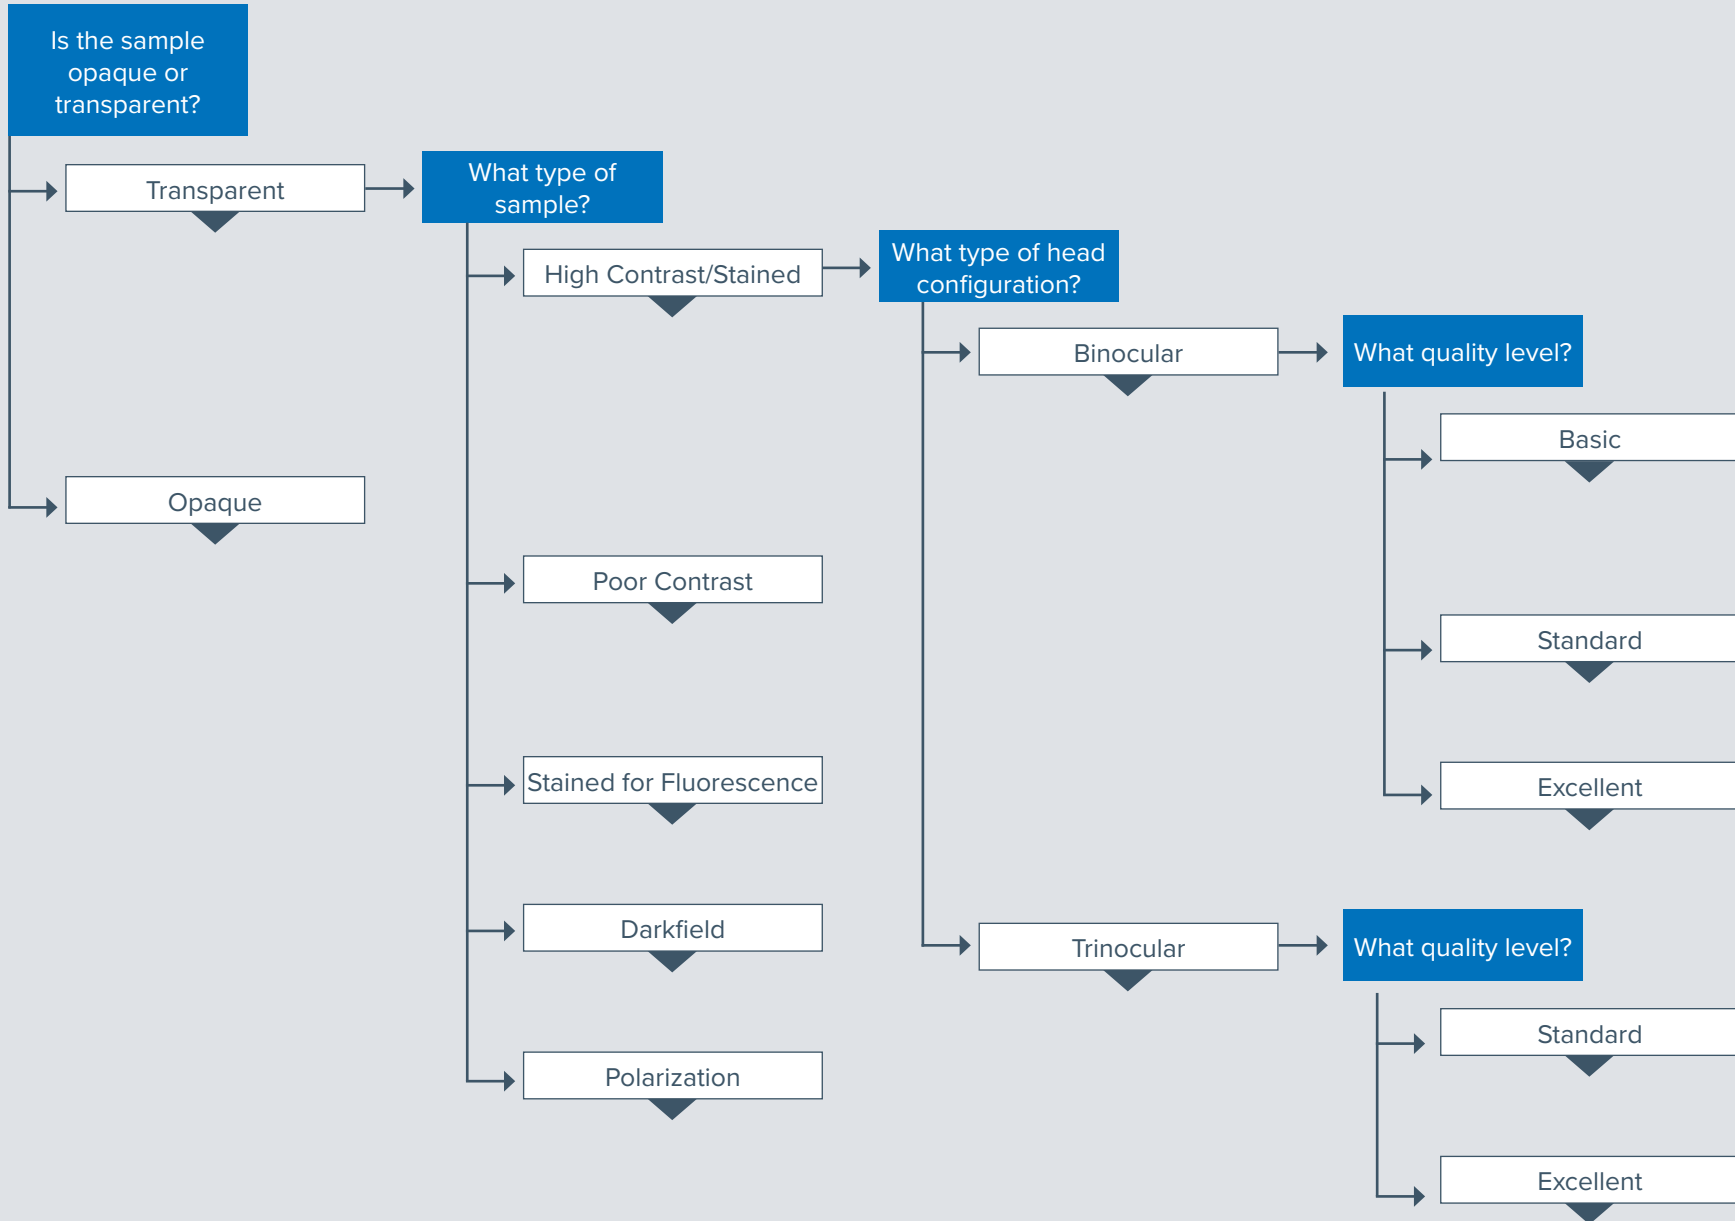 Is the sample
opaque or
transparent?
Transparent
What type of
sample?
High Contrast/Stained
What type of head
configuration?
Binocular
What quality level?
Basic
Opaque
Poor Contrast
Standard
Stained for Fluorescence
Excellent
Darkfield
Trinocular
What quality level?
Standard
Polarization
Excellent